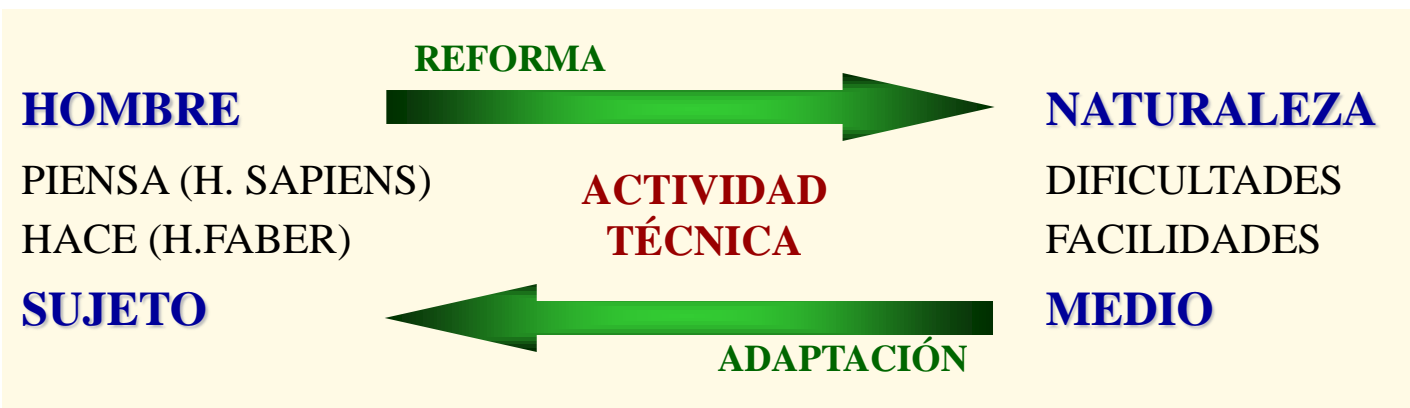 REFORMA
HOMBRE
NATURALEZA
PIENSA (H. SAPIENS)
HACE (H.FABER)
ACTIVIDAD
TÉCNICA
DIFICULTADES
FACILIDADES
SUJETO
MEDIO
ADAPTACIÓN